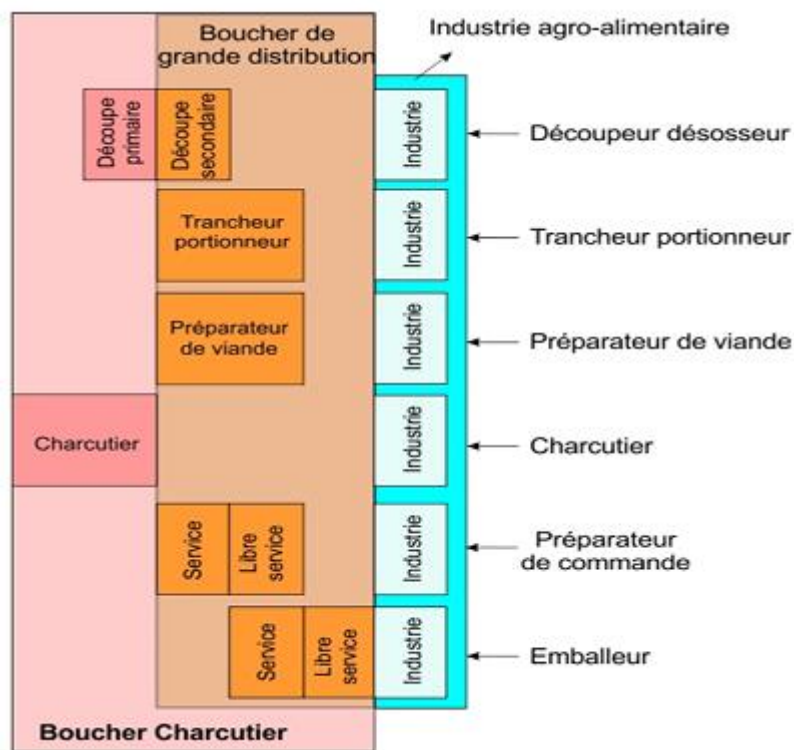 Boucher de
grande distribution
Industrie agro-alimentaire
Découpe
primaire
Découpe
secondaire
Industrie
Découpeur désosseur
Trancheur
portionneur
Industrie
Trancheur portionneur
Préparateur
de viande
Industrie
Préparateur de viande
Charcutier
Industrie
Charcutier
Service
Libre
service
Industrie
Préparateur
de commande
Service
Libre
service
Industrie
Emballeur
Boucher Charcutier